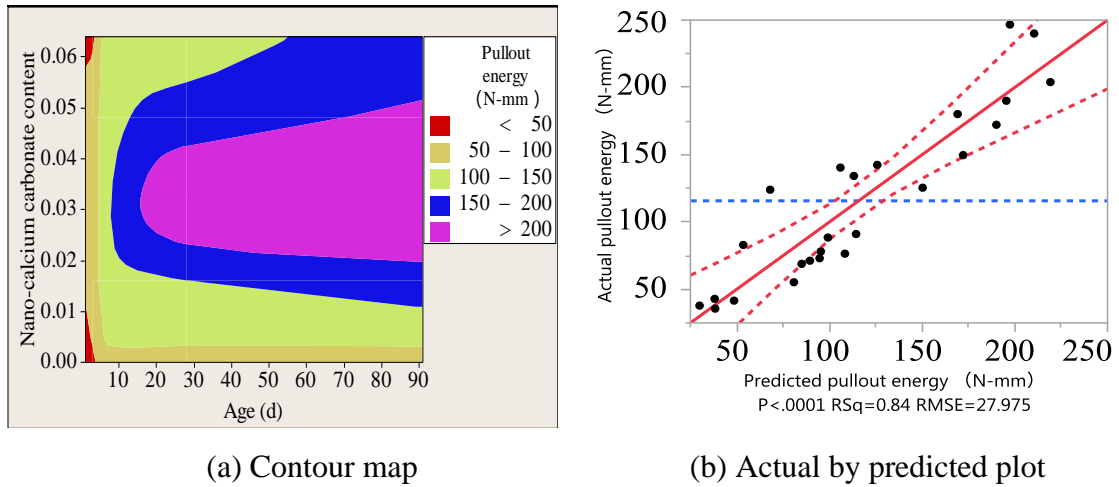 Nano-calcium carbonate content
0.06
0.05
0.04
0.03
0.02
0.01
0.00
10 20 30 40 50 60 70 80 90
Age (d)
Pullout
energy
（N-mm ）
< 50
50 – 100
100 – 150
150 – 200
> 200
(a) Contour map
Actual pullout energy （N-mm）
250
200
150
100
50
50 100 150 200 250
Predicted pullout energy （N-mm）
P<.0001 RSq=0.84 RMSE=27.975
(b) Actual by predicted plot